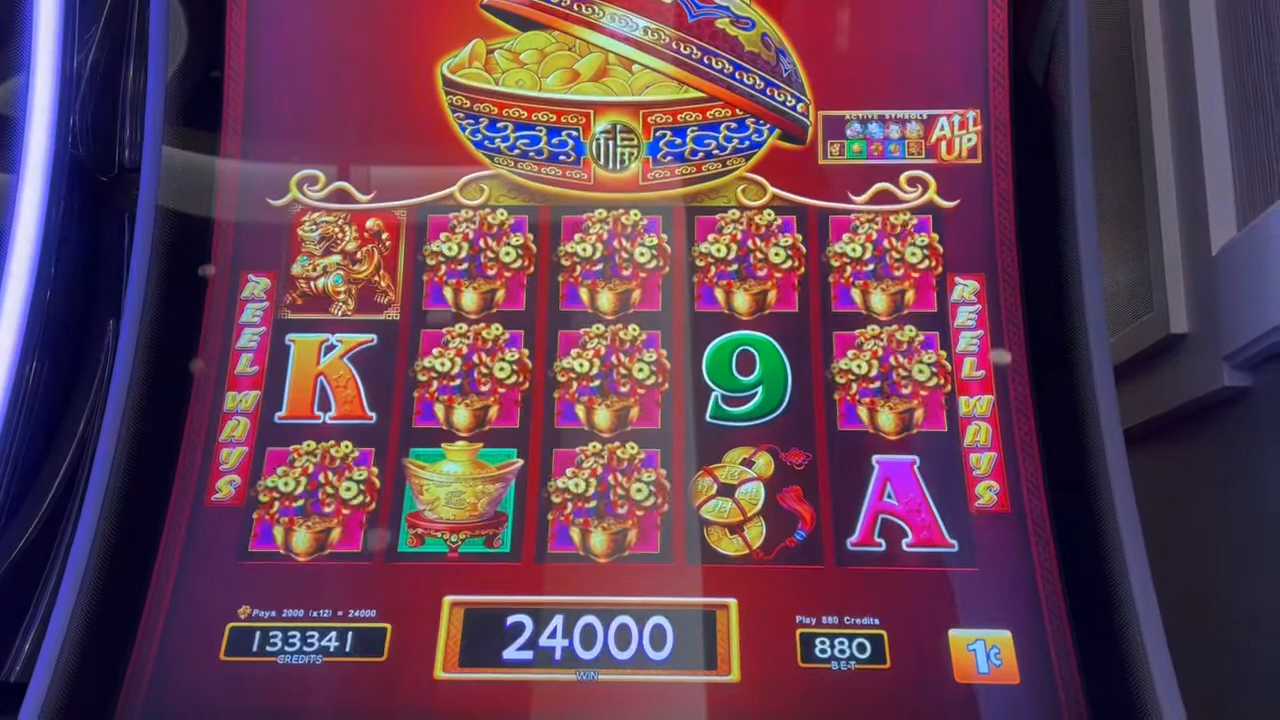 ACTIVE SYMBOLS
ALL UP
REEL WAYS
REEL WAYS
K
9
A
Pays 2000 (x12) = 24000
133341
CREDITS
24000
WIN
Play 880 Credits
880
BET
1¢